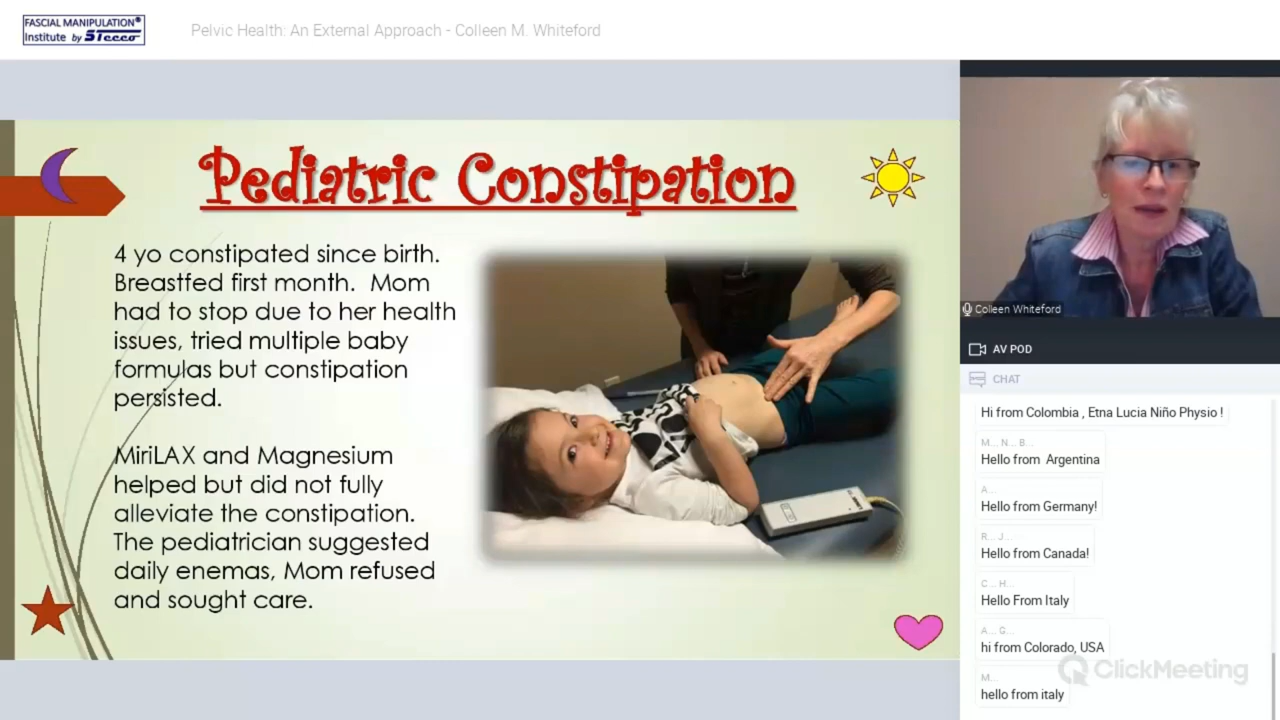 FASCIAL MANIPULATION®
Institute by Stecco
Pelvic Health: An External Approach - Colleen M. Whiteford
Pediatric Constipation
4 yo constipated since birth.
Breastfed first month. Mom
had to stop due to her health
issues, tried multiple baby
formulas but constipation
persisted.
MiriLAX and Magnesium
helped but did not fully
alleviate the constipation.
The pediatrician suggested
daily enemas, Mom refused
and sought care.
Colleen Whiteford
AV POD
CHAT
Hi from Colombia , Etna Lucia Niño Physio !
M... N... B...
Hello from Argentina
A...
Hello from Germany!
R... J...
Hello from Canada!
C... H...
Hello From Italy
A... G...
hi from Colorado, USA
M...
hello from italy
ClickMeeting